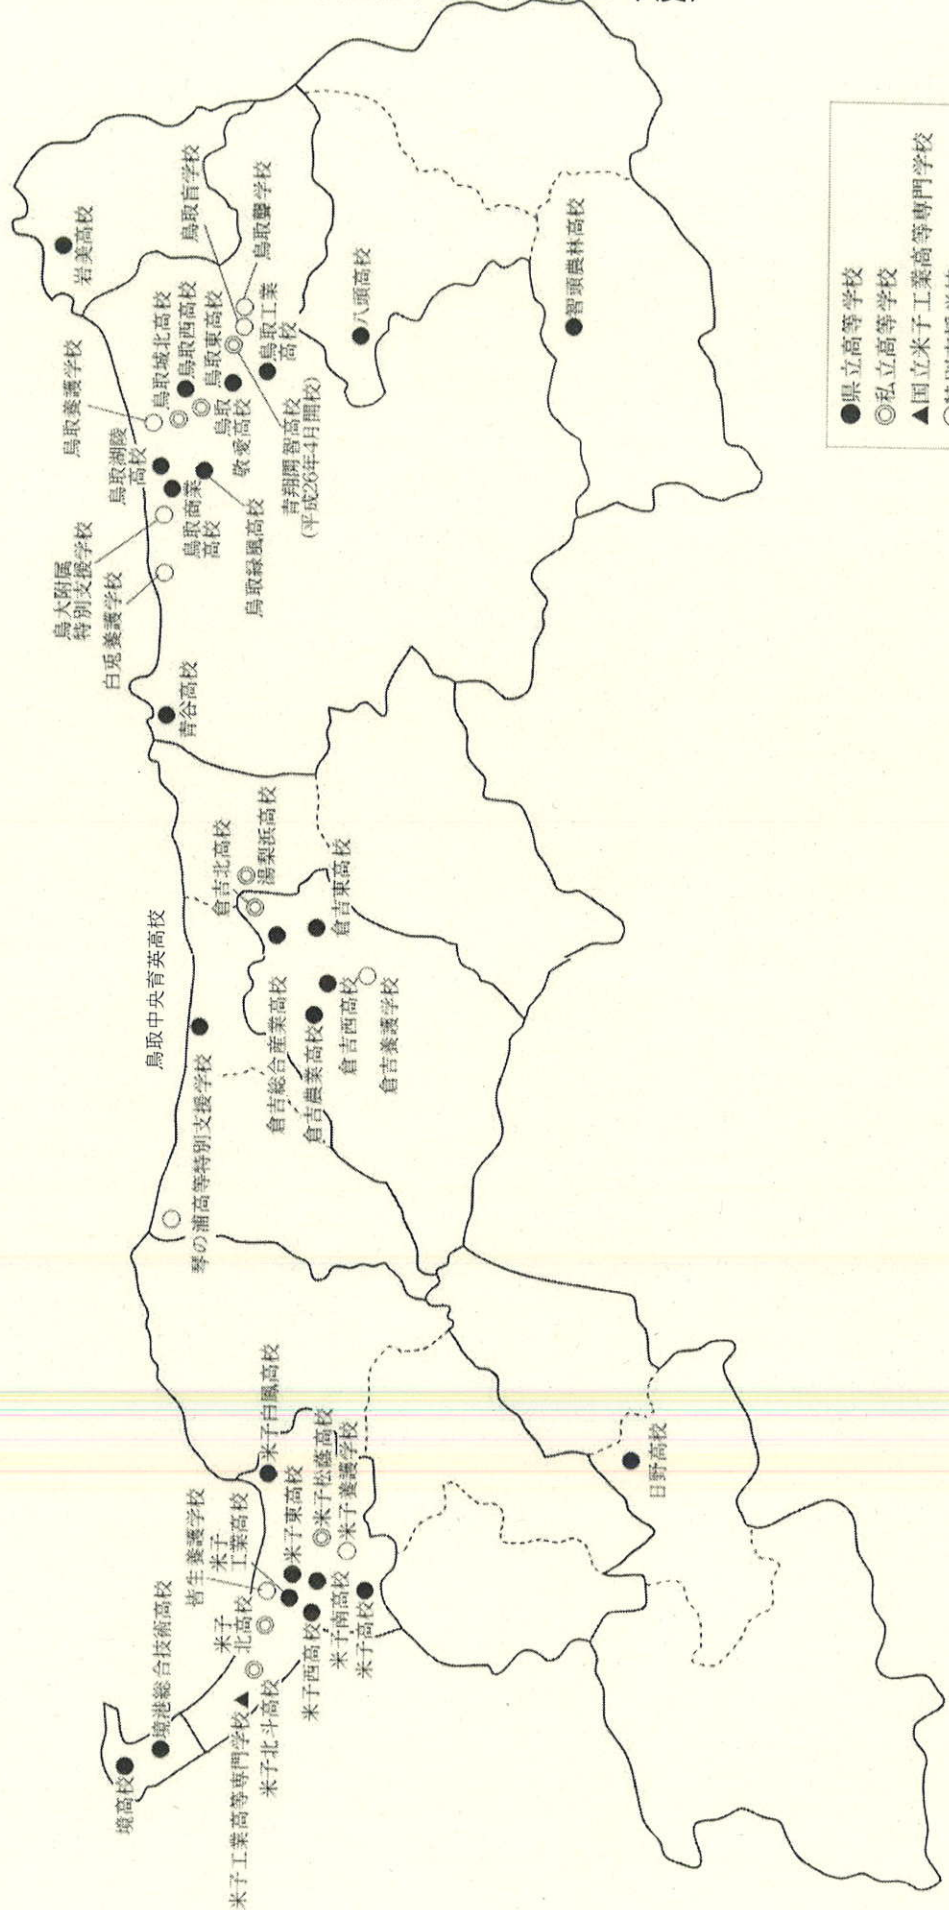 岩美高校
鳥取養護学校
鳥取城北高校
鳥取西高校
鳥取東高校
鳥取盲学校
鳥取聾学校
鳥取湖陵
高校
鳥取
敬愛高校
鳥取工業
高校
鳥大附属
特別支援学校
鳥取商業
高校
青翔開智高校
(平成26年4月開校)
白兎養護学校
鳥取緑風高校
八頭高校
智頭農林高校
青谷高校
倉吉北高校
湯梨浜高校
倉吉東高校
鳥取中央育英高校
倉吉総合産業高校
倉吉農業高校
倉吉西高校
倉吉養護学校
琴の浦高等特別支援学校
米子白鳳高校
皆生養護学校
米子
工業高校
米子東高校
米子松蔭高校
米子養護学校
米子
北高校
米子西高校
米子南高校
米子高校
境港総合技術高校
境高校
米子工業高等専門学校
米子北斗高校
日野高校
●県立高等学校
◎私立高等学校
▲国立米子工業高等専門学校